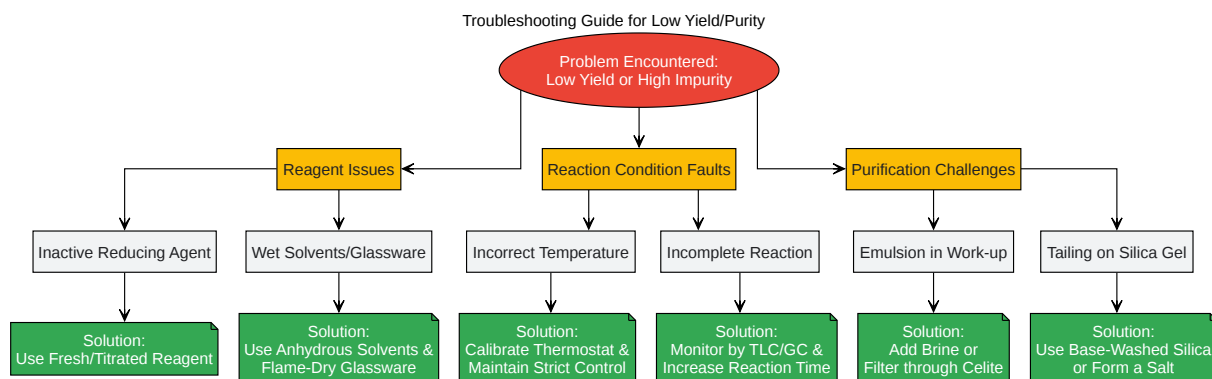 Troubleshooting Guide for Low Yield/Purity
Problem Encountered:
Low Yield or High Impurity
Reagent Issues
Reaction Condition Faults
Purification Challenges
Inactive Reducing Agent
Wet Solvents/Glassware
Incorrect Temperature
Incomplete Reaction
Emulsion in Work-up
Tailing on Silica Gel
Solution:
Use Fresh/Titrated Reagent
Solution:
Use Anhydrous Solvents &
Flame-Dry Glassware
Solution:
Calibrate Thermostat &
Maintain Strict Control
Solution:
Monitor by TLC/GC &
Increase Reaction Time
Solution:
Add Brine or
Filter through Celite
Solution:
Use Base-Washed Silica
or Form a Salt